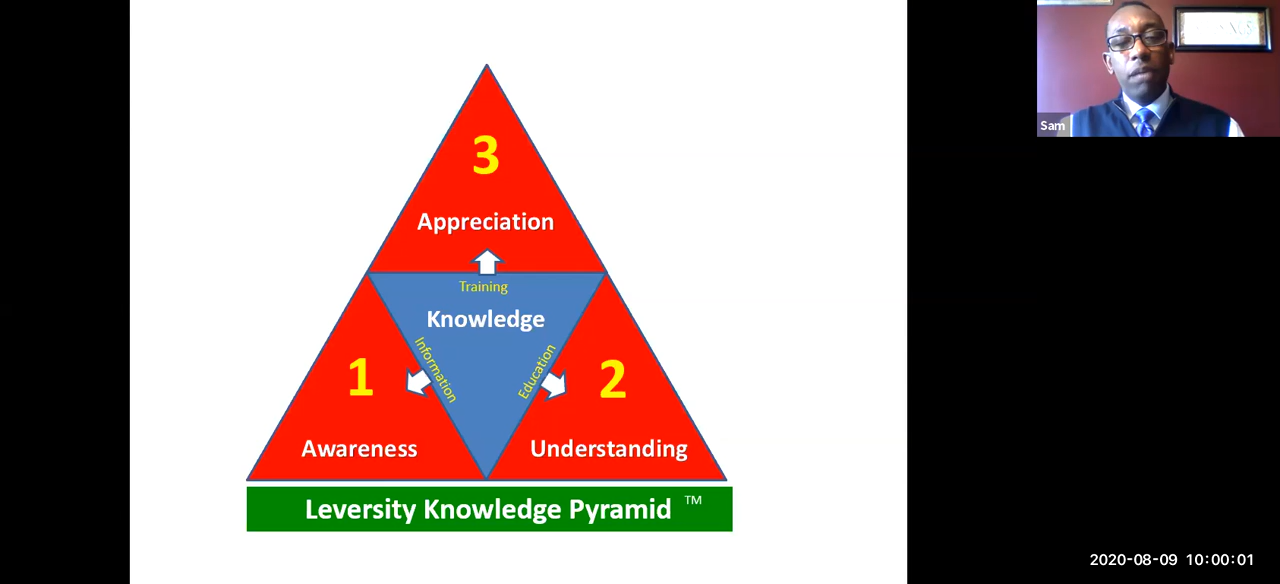 3
Appreciation
Training
Knowledge
Information
Education
1
2
Awareness
Understanding
Leversity Knowledge Pyramid ™
Sam
2020-08-09 10:00:01